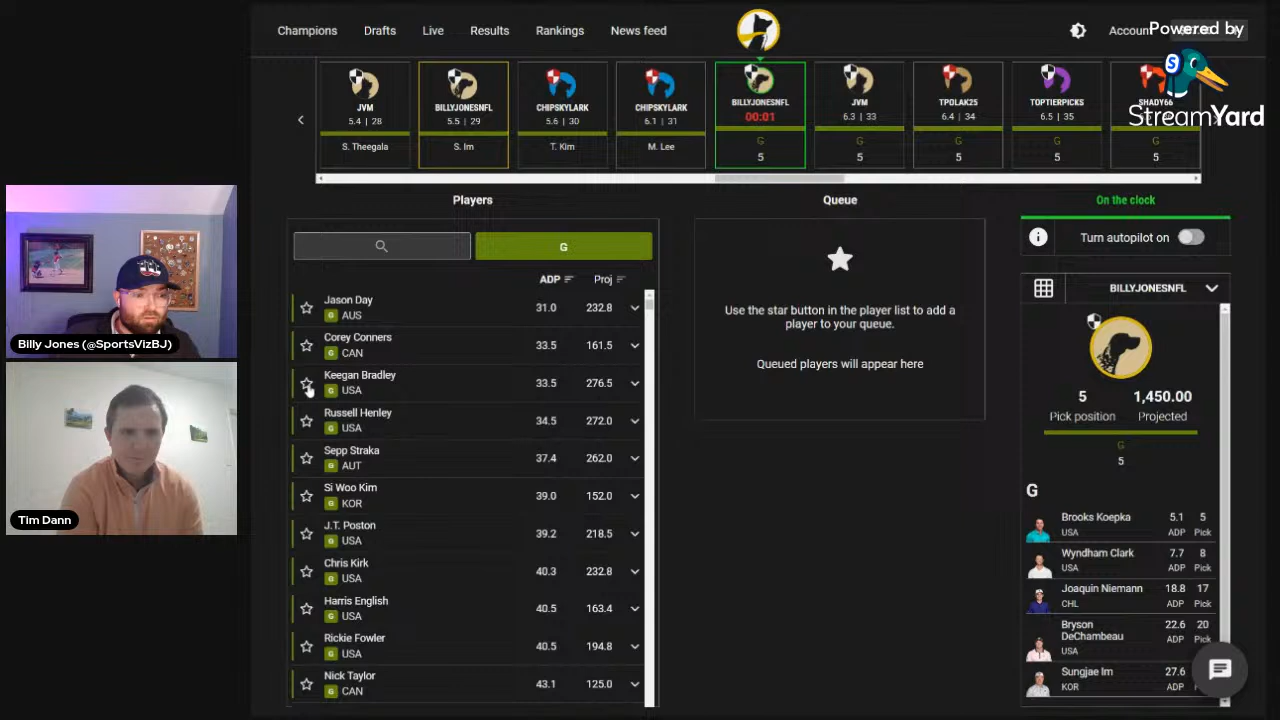 Champions Drafts Live Results Rankings News feed Account
Powered by
StreamYard
JVM
5.4 | 28
S. Theegala
BILLYJONESNFL
5.5 | 29
S. Im
CHIPSKYLARK
5.6 | 30
T. Kim
CHIPSKYLARK
6.1 | 31
M. Lee
BILLYJONESNFL
00:01
G
5
JVM
6.3 | 33
G
5
TPOLAK25
6.4 | 34
G
5
TOPTIERPICKS
6.5 | 35
G
5
SHADY66
G
5
Players
G
ADP Proj
Jason Day
G AUS
31.0 232.8
Corey Conners
G CAN
33.5 161.5
Keegan Bradley
G USA
33.5 276.5
Russell Henley
G USA
34.5 272.0
Sepp Straka
G AUT
37.4 262.0
Si Woo Kim
G KOR
39.0 152.0
J.T. Poston
G USA
39.2 218.5
Chris Kirk
G USA
40.3 232.8
Harris English
G USA
40.5 163.4
Rickie Fowler
G USA
40.5 194.8
Nick Taylor
G CAN
43.1 125.0
Queue
Use the star button in the player list to add a
player to your queue.
Queued players will appear here
On the clock
Turn autopilot on
BILLYJONESNFL
5 1,450.00
Pick position Projected
G
5
G
Brooks Koepka 5.1 5
USA ADP Pick
Wyndham Clark 7.7 8
USA ADP Pick
Joaquin Niemann 18.8 17
CHL ADP Pick
Bryson 22.6 20
DeChambeau ADP Pick
USA
Sungjae Im 27.6
KOR ADP
Billy Jones (@SportsVizBJ)
Tim Dann